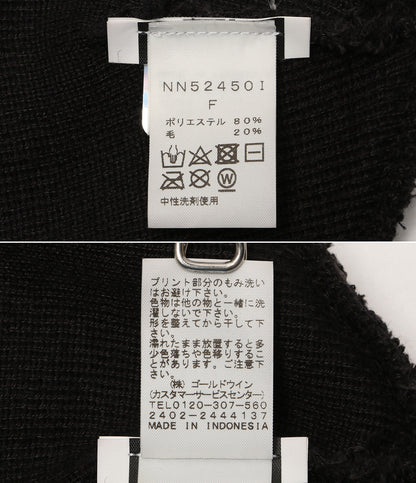 NN52450I
F
ポリエステル 80%
毛 20%
W
中性洗剤使用
プリント部分のもみ洗い
はお避け下さい。
色物は他の物と一緒に洗
濯しないで下さい。
形を整えてから干して下
さい。
濡れたまま放置すると多
少色落ちや色移りするこ
とがあります。ご注意下
さい。
(株) ゴールドウイン
(カスタマーサービスセンター)
TEL0120-307-560
2402-2444137
MADE IN INDONESIA